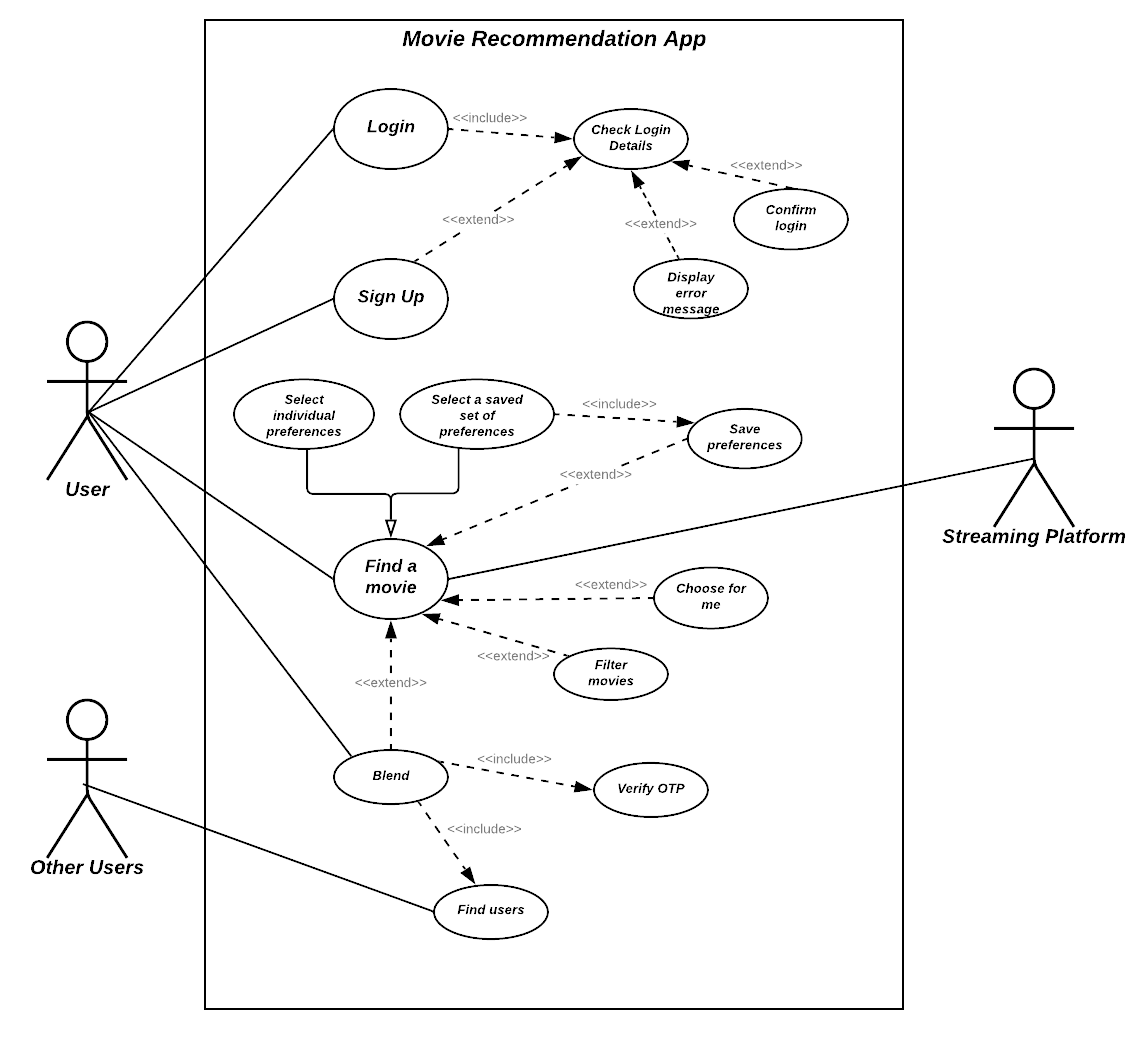 Movie Recommendation App
Login
<<include>>
Check Login
Details
<<extend>>
Confirm
login
<<extend>>
<<extend>>
Sign Up
Display
error
message
User
Select
individual
preferences
Select a saved
set of
preferences
<<include>>
Save
preferences
<<extend>>
Streaming Platform
Find a
movie
<<extend>>
Choose for
me
<<extend>>
Filter
movies
<<extend>>
Blend
<<include>>
Verify OTP
<<include>>
Other Users
Find users